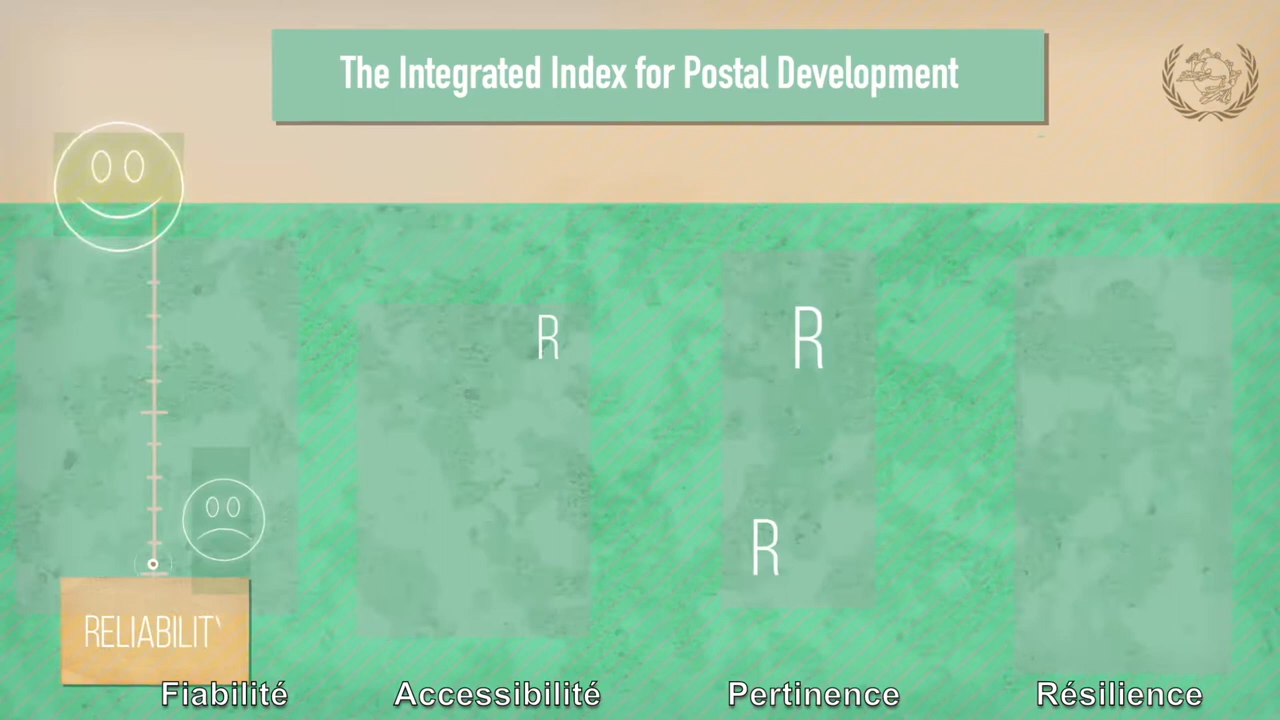 The Integrated Index for Postal Development
R
R
R
RELIABILIT
Fiabilité Accessibilité Pertinence Résilience